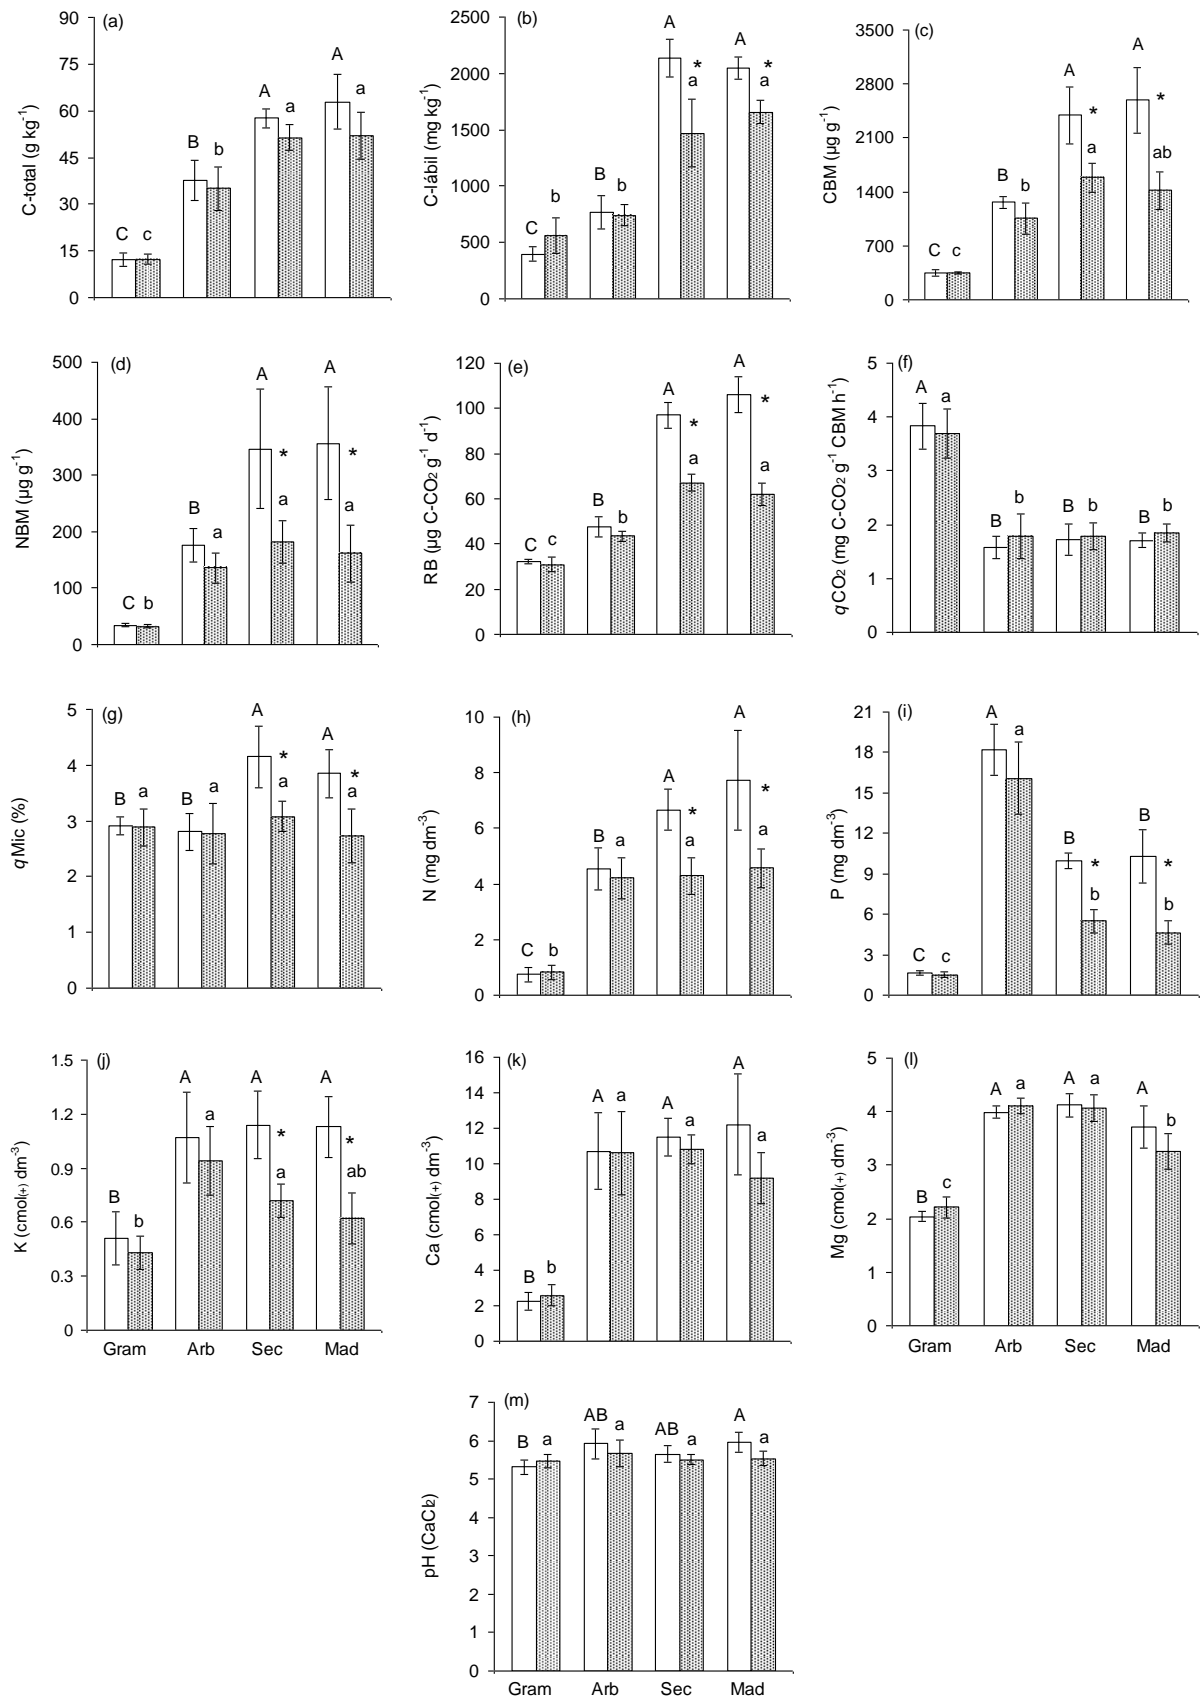 (a)
C-total (g kg-1)
90
75
60
45
30
15
0
C c B b A a A a
(b)
C-lábil (mg kg-1)
2500
2000
1500
1000
500
0
C b B b A * a A * a
(c)
CBM (µg g-1)
3500
2800
2100
1400
700
0
C c B b A * a A * ab
(d)
NBM (µg g-1)
500
400
300
200
100
0
C b B a A * a A * a
(e)
RB (µg C-CO2 g-1 d-1)
120
100
80
60
40
20
0
C c B b A * a A * a
(f)
qCO2 (mg C-CO2 g-1 CBM h-1)
5
4
3
2
1
0
A a B b B b B b
(g)
qMic (%)
5
4
3
2
1
0
B a B a A * a A * a
(h)
N (mg dm-3)
10
8
6
4
2
0
C b B a A * a A * a
(i)
P (mg dm-3)
21
18
15
12
9
6
3
0
C c A a B * b B * b
(j)
K (cmol(+) dm-3)
1.5
1.2
0.9
0.6
0.3
0
B b A a A * a A * ab
Gram Arb Sec Mad
(k)
Ca (cmol(+) dm-3)
16
14
12
10
8
6
4
2
0
B b A a A a A a
(l)
Mg (cmol(+) dm-3)
5
4
3
2
1
0
B c A a A a A b
Gram Arb Sec Mad
(m)
pH (CaCl2)
7
6
5
4
3
2
1
0
B a AB a AB a A a
Gram Arb Sec Mad